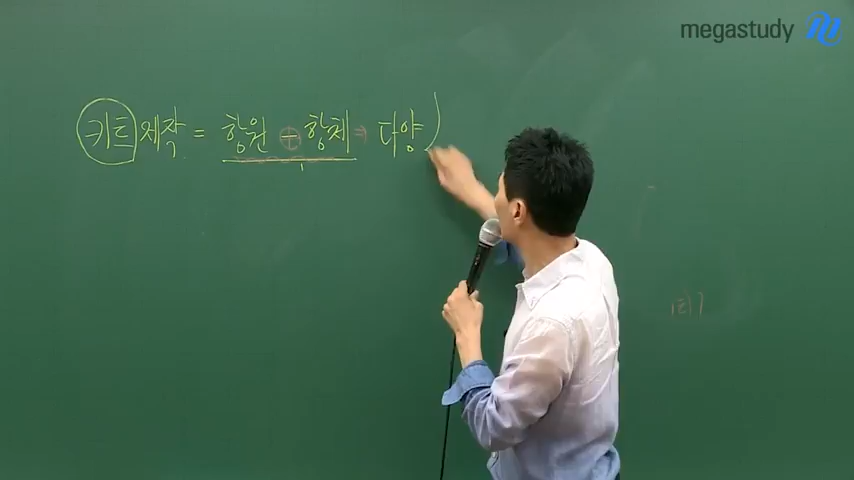 megastudy
키트 제작 = 항원 - 항체 → 다양)